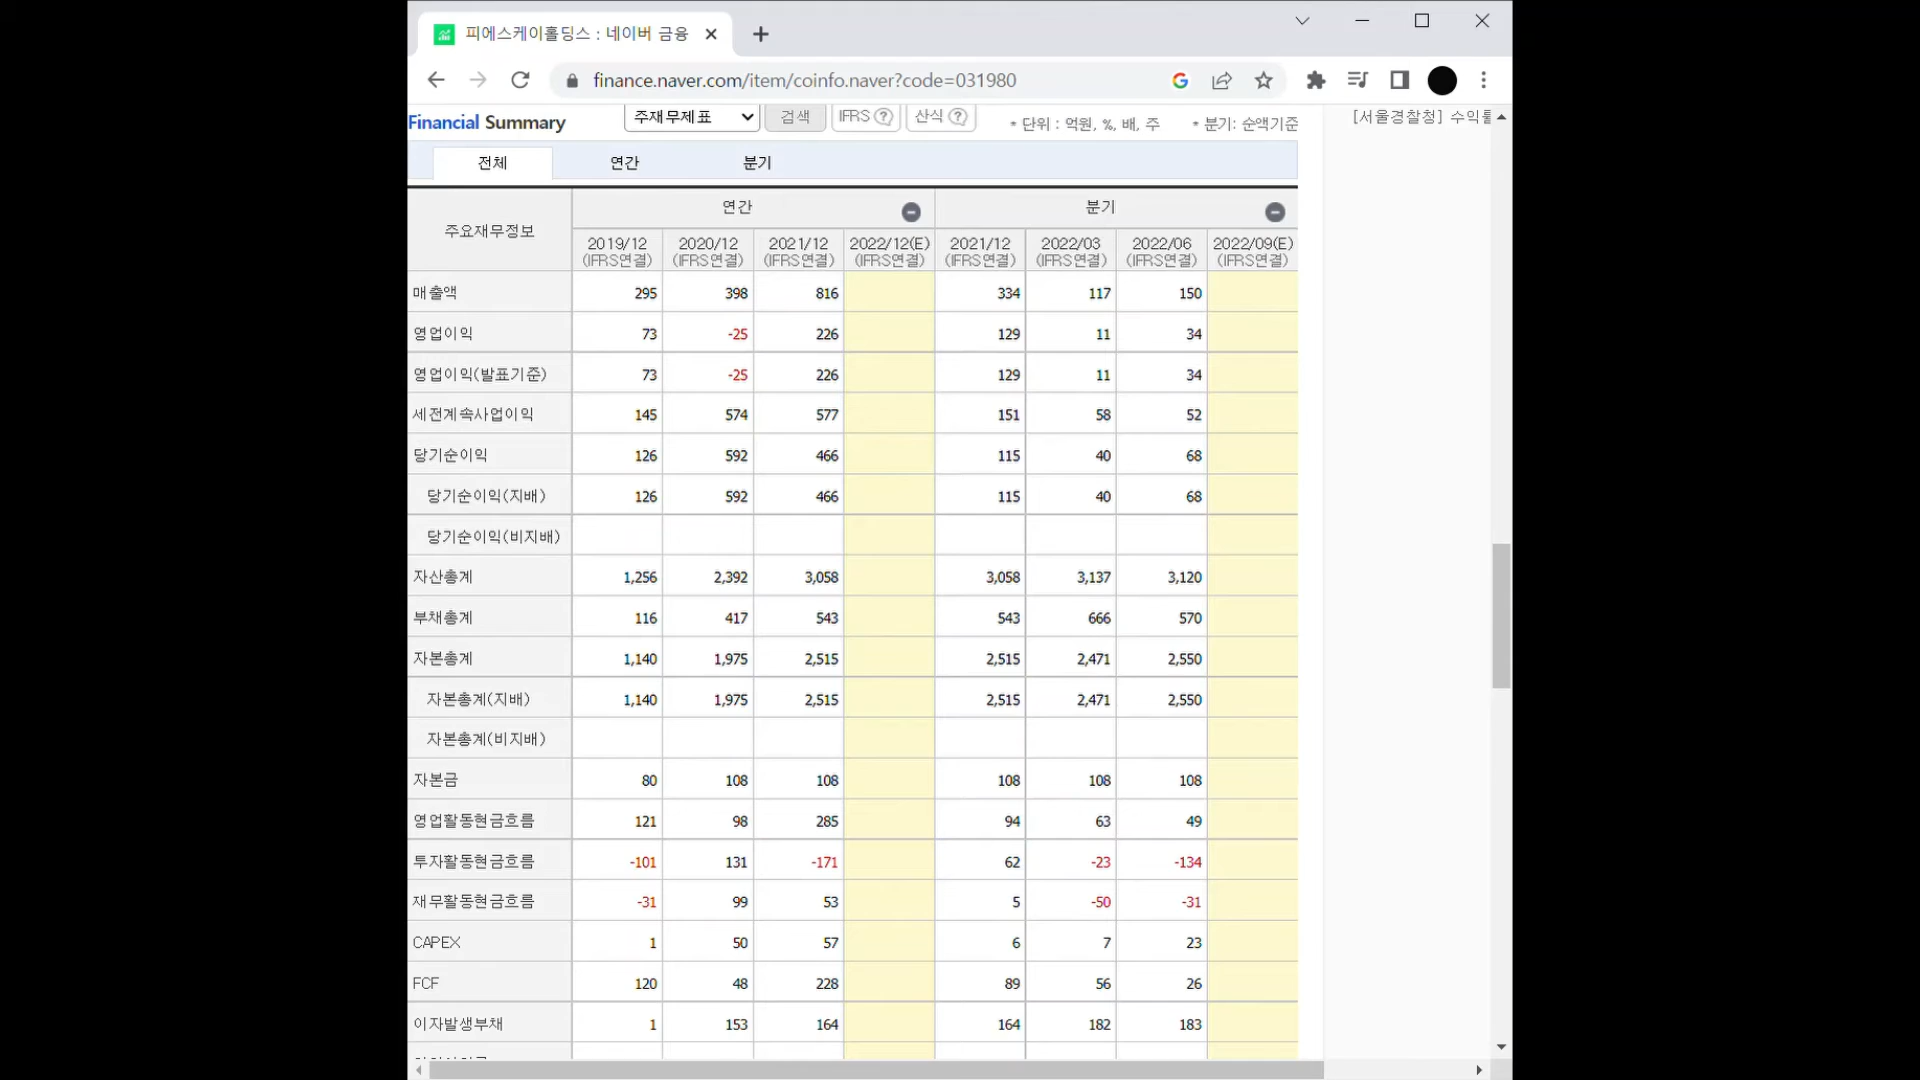 피에스케이홀딩스 : 네이버 금융
finance.naver.com/item/coinfo.naver?code=031980
Financial Summary 주재무제표 검색 IFRS ? 산식 ? * 단위 : 억원, %, 배, 주 * 분기: 순액기준
[서울경찰청] 수익률
전체 연간 분기
주요재무정보 연간 분기
2019/12 2020/12 2021/12 2022/12(E) 2021/12 2022/03 2022/06 2022/09(E)
(IFRS연결) (IFRS연결) (IFRS연결) (IFRS연결) (IFRS연결) (IFRS연결) (IFRS연결) (IFRS연결)
매출액 295 398 816 334 117 150
영업이익 73 -25 226 129 11 34
영업이익(발표기준) 73 -25 226 129 11 34
세전계속사업이익 145 574 577 151 58 52
당기순이익 126 592 466 115 40 68
당기순이익(지배) 126 592 466 115 40 68
당기순이익(비지배)
자산총계 1,256 2,392 3,058 3,058 3,137 3,120
부채총계 116 417 543 543 666 570
자본총계 1,140 1,975 2,515 2,515 2,471 2,550
자본총계(지배) 1,140 1,975 2,515 2,515 2,471 2,550
자본총계(비지배)
자본금 80 108 108 108 108 108
영업활동현금흐름 121 98 285 94 63 49
투자활동현금흐름 -101 131 -171 62 -23 -134
재무활동현금흐름 -31 99 53 5 -50 -31
CAPEX 1 50 57 6 7 23
FCF 120 48 228 89 56 26
이자발생부채 1 153 164 164 182 183